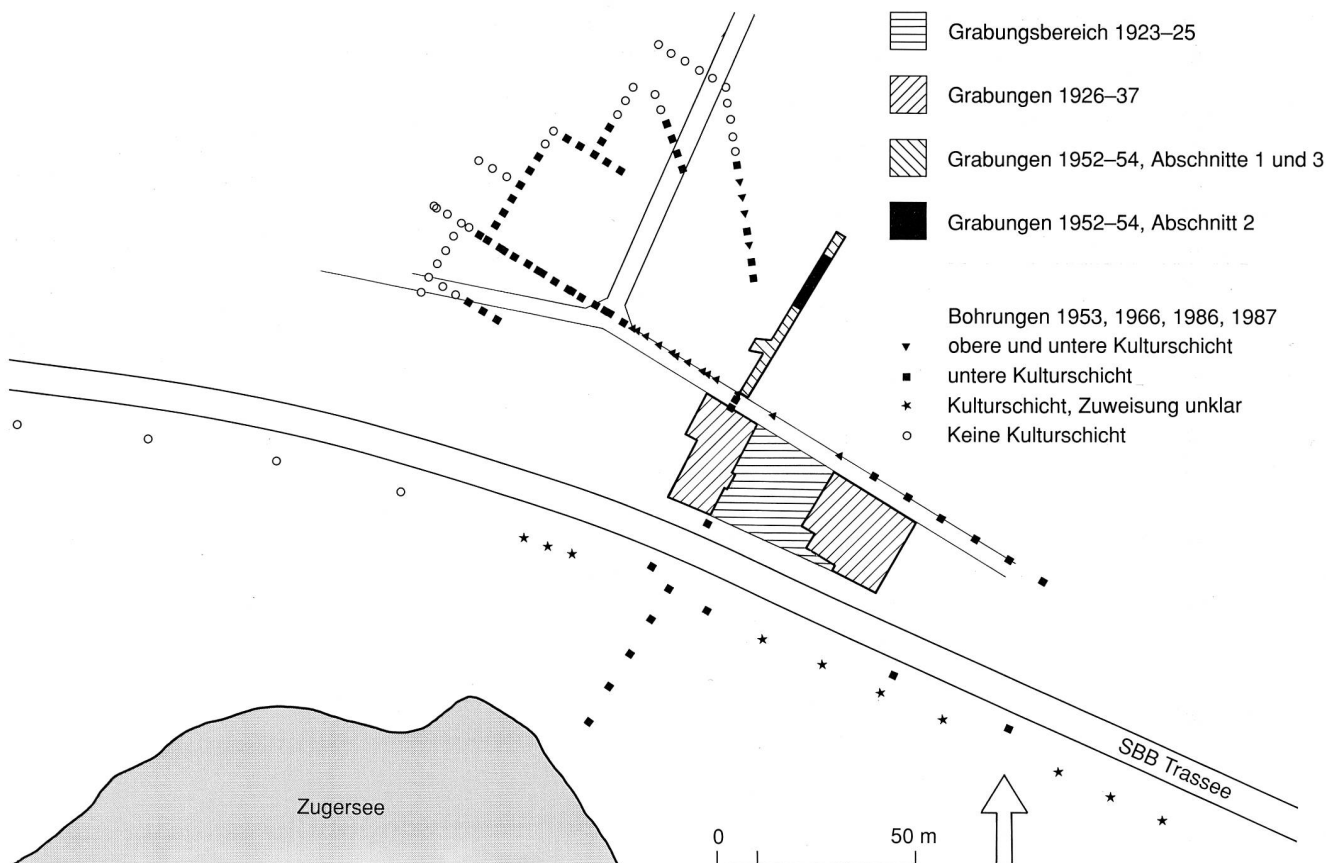 Grabungsbereich 1923–25
Grabungen 1926–37
Grabungen 1952–54, Abschnitte 1 und 3
Grabungen 1952–54, Abschnitt 2
Bohrungen 1953, 1966, 1986, 1987
obere und untere Kulturschicht
untere Kulturschicht
Kulturschicht, Zuweisung unklar
Keine Kulturschicht
SBB Trassee
Zugersee
0 50 m